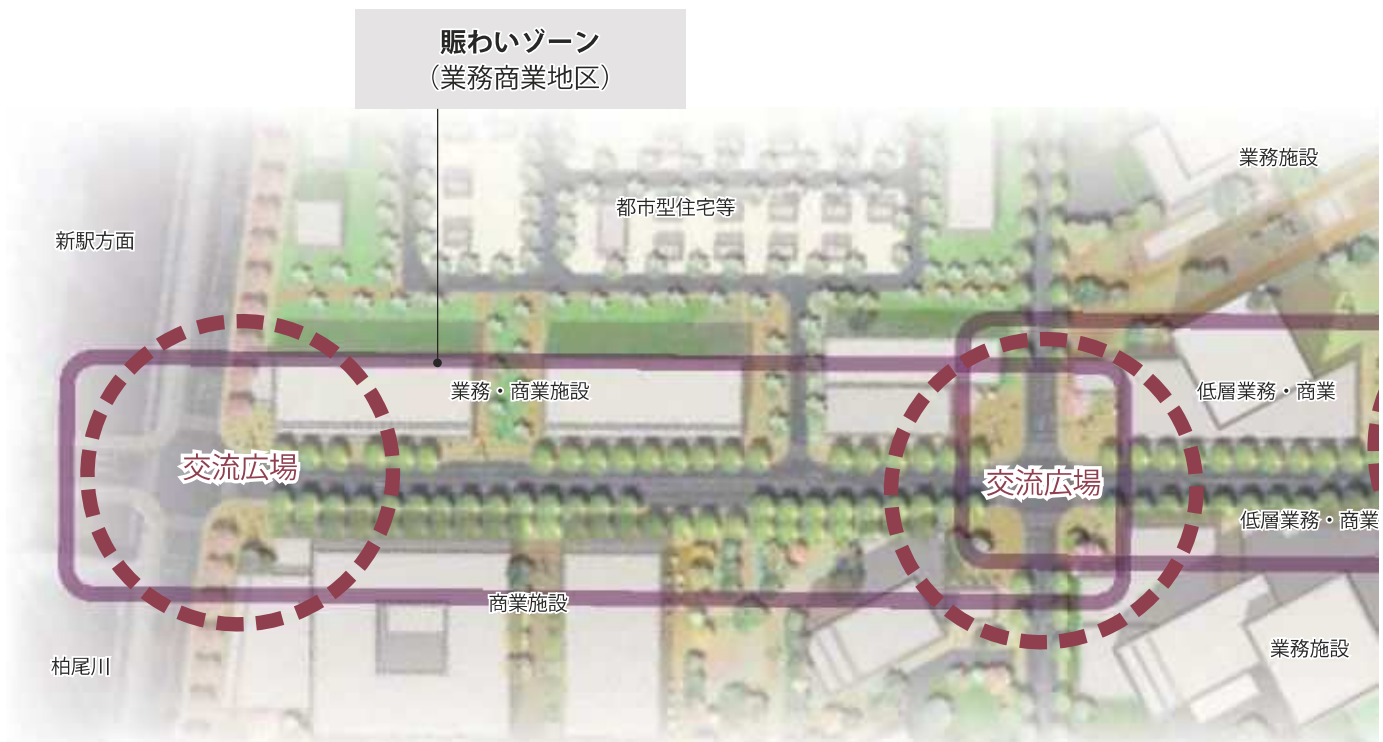 賑わいゾーン
（業務商業地区）
業務施設
都市型住宅等
新駅方面
業務・商業施設
低層業務・商業
交流広場
交流広場
低層業務・商業
商業施設
業務施設
柏尾川